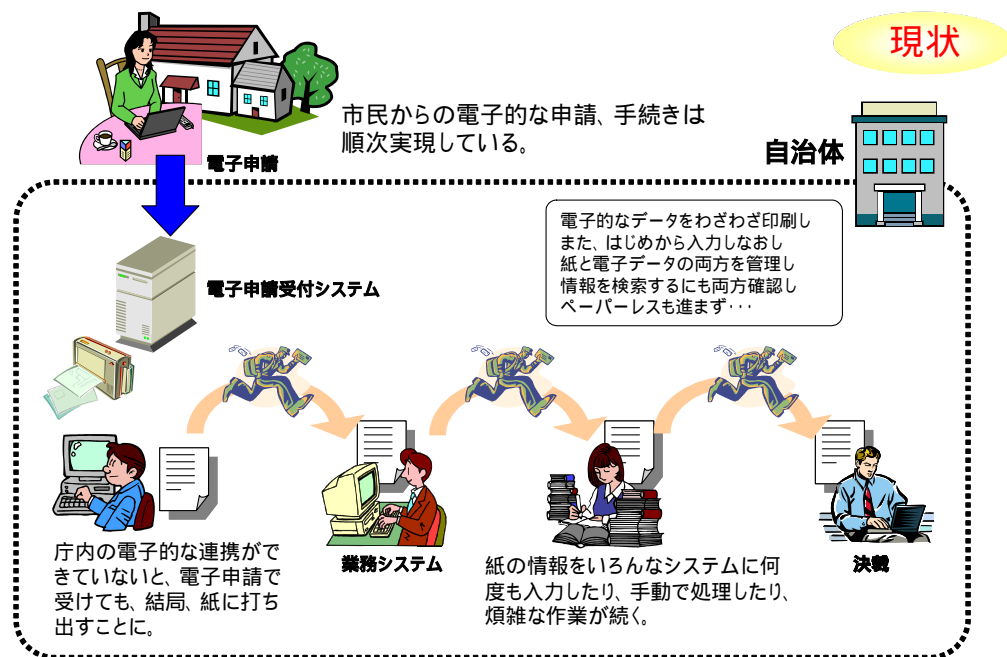 現状
市民からの電子的な申請、手続きは
順次実現している。
自治体
電子申請
電子的なデータをわざわざ印刷し
また、はじめから入力しなおし
紙と電子データの両方を管理し
情報を検索するにも両方確認し
ペーパーレスも進まず･･･
電子申請受付システム
業務システム
決裁
庁内の電子的な連携がで
きていないと、電子申請で
受けても、結局、紙に打ち
出すことに。
紙の情報をいろんなシステムに何
度も入力したり、手動で処理したり、
煩雑な作業が続く。